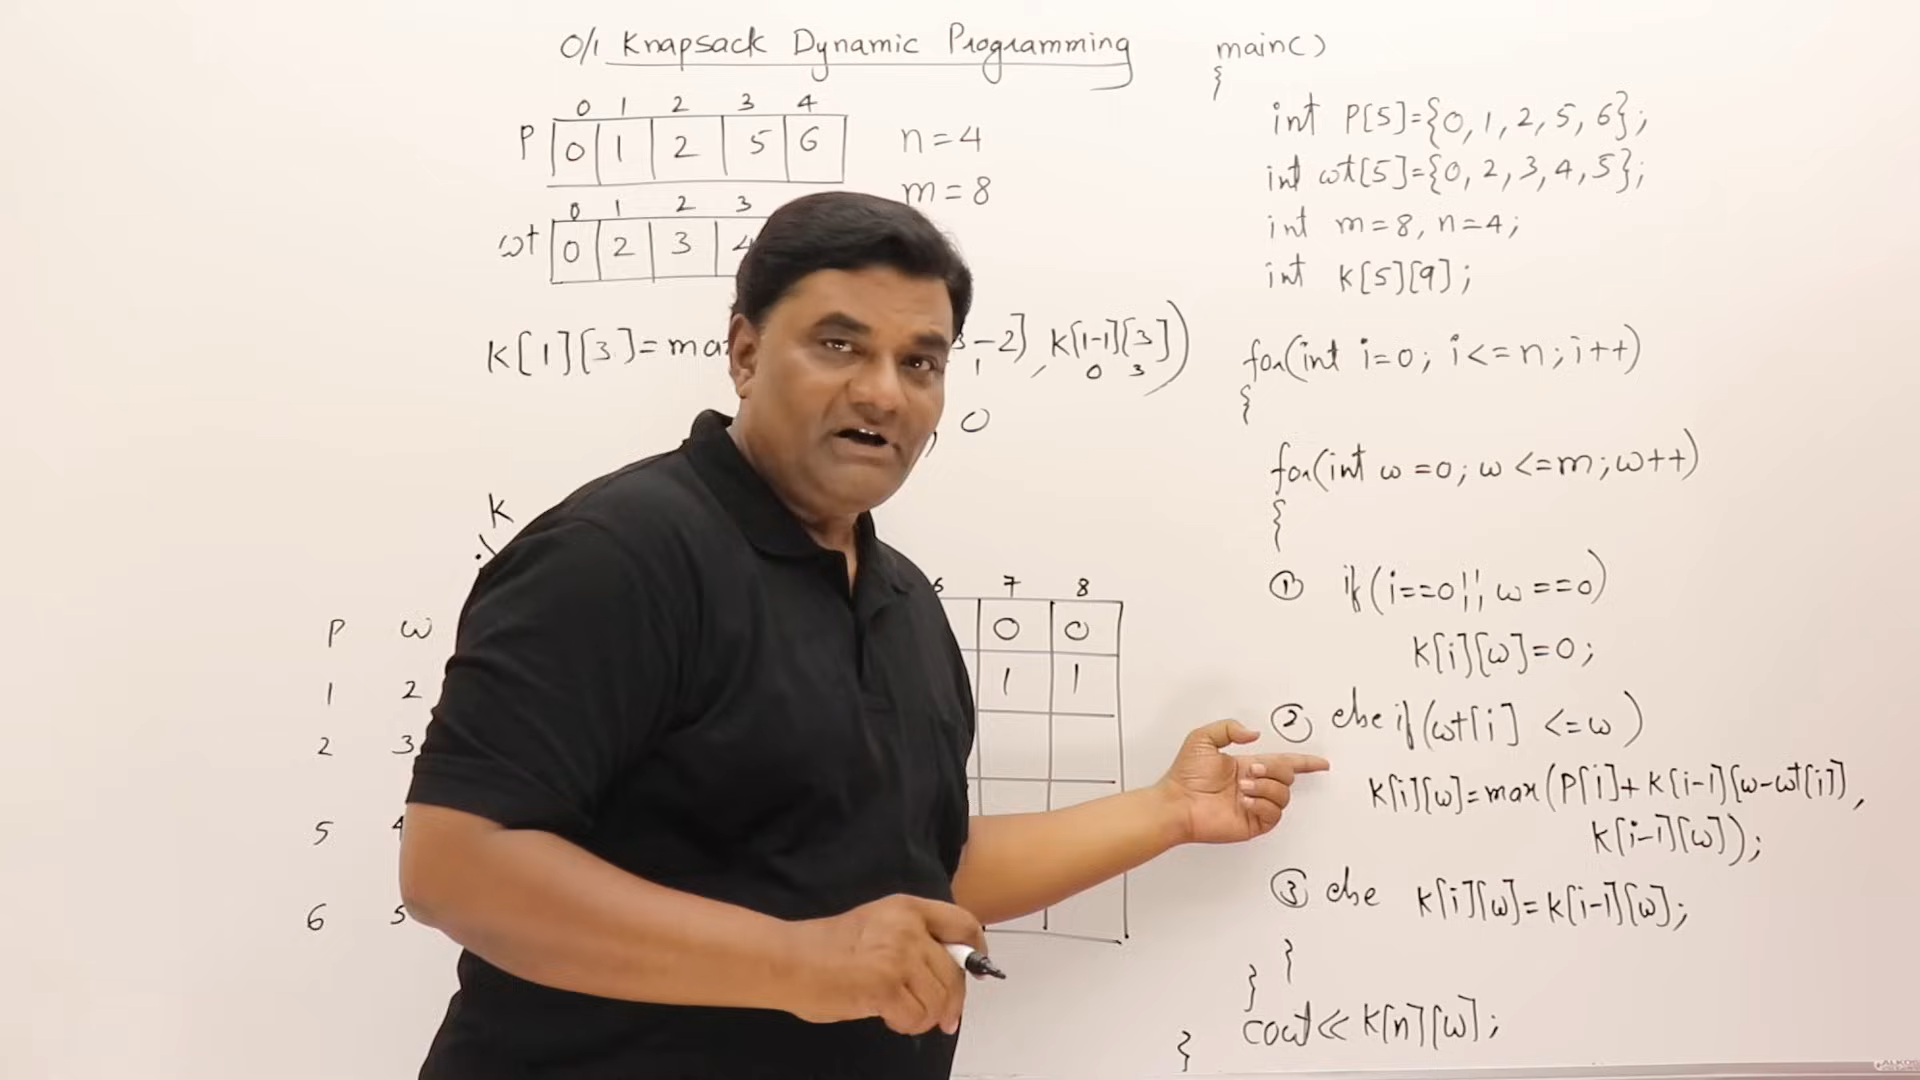 0/1 Knapsack Dynamic Programming
0 1 2 3 4
P 0 1 2 5 6
n=4
m=8
0 1 2 3
wt 0 2 3 4
K[1][3]=ma
-2], K[1-1][3])
1 0 3
0
K
6 7 8
P w 0 0
1 2 1 1
2 3
5 4
6 5
main()
{
int P[5]={0,1,2,5,6};
int wt[5]={0,2,3,4,5};
int m=8, n=4;
int K[5][9];
for(int i=0; i<=n; i++)
{
for(int w=0; w<=m; w++)
{
① if(i==0||w==0)
K[i][w]=0;
② else if(wt[i] <=w)
K[i][w]=max(P[i]+K[i-1][w-wt[i]],
K[i-1][w]);
③ else K[i][w]=K[i-1][w];
}
}
cout<<K[n][w];
}